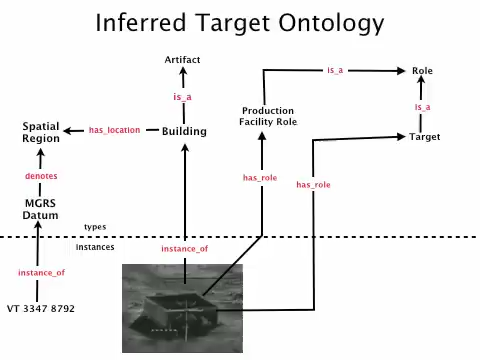 Inferred Target Ontology
Artifact
is_a
Role
is_a
is_a
Production
Facility Role
Spatial
Region
has_location
Building
Target
denotes
has_role
has_role
MGRS
Datum
types
instances
instance_of
instance_of
VT 3347 8792